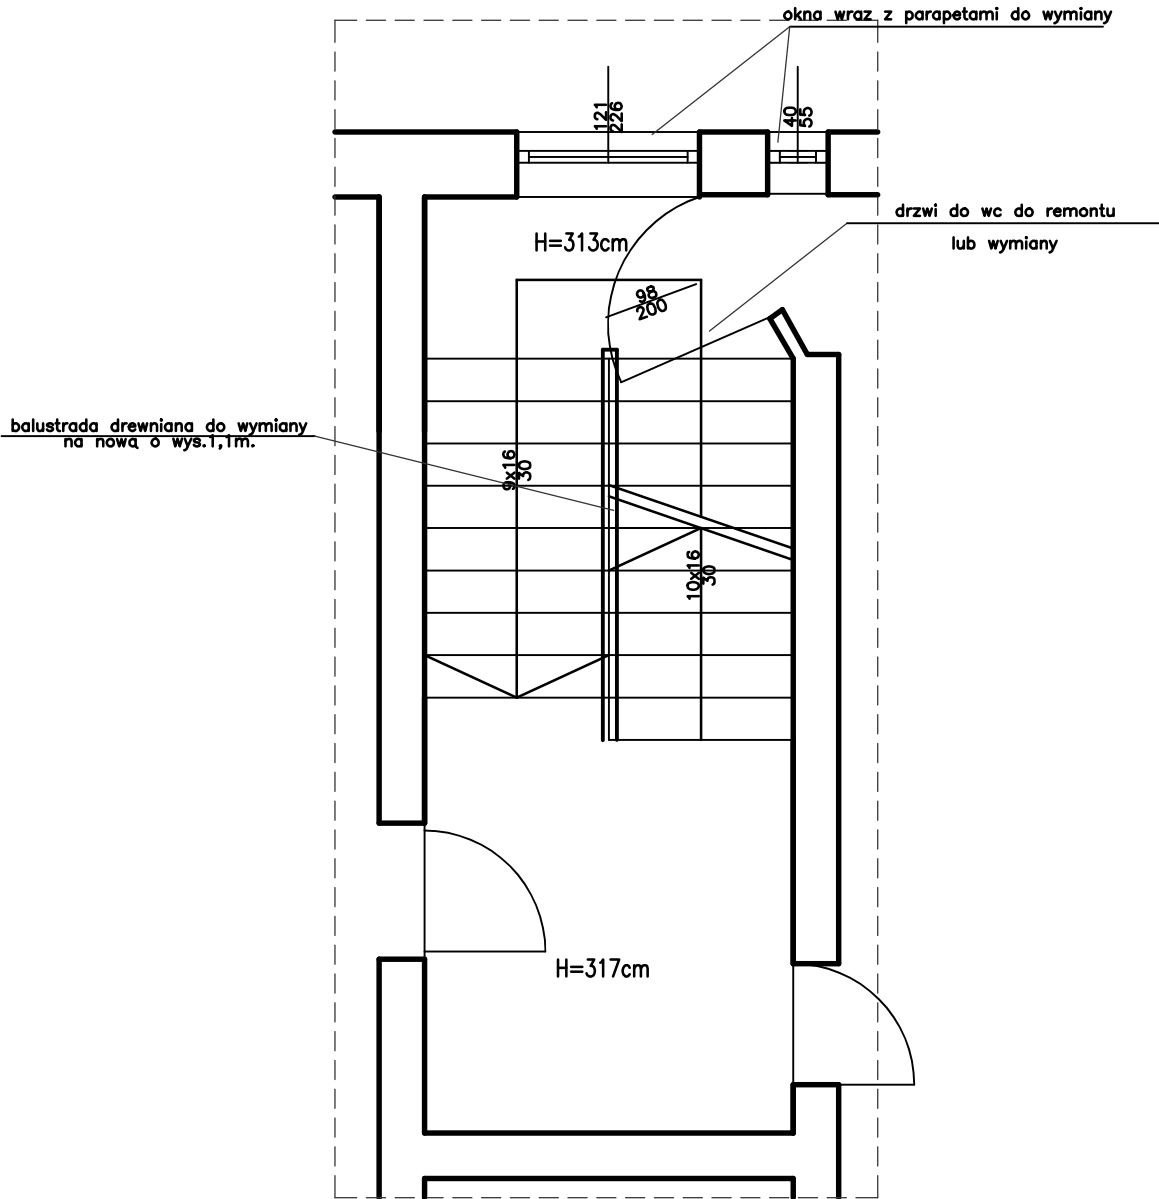 okna wraz z parapetami do wymiany
121
226
40
55
drzwi do wc do remontu
lub wymiany
H=313cm
98
200
balustrada drewniana do wymiany
na nową o wys.1,1m.
9x16
30
10x16
30
H=317cm